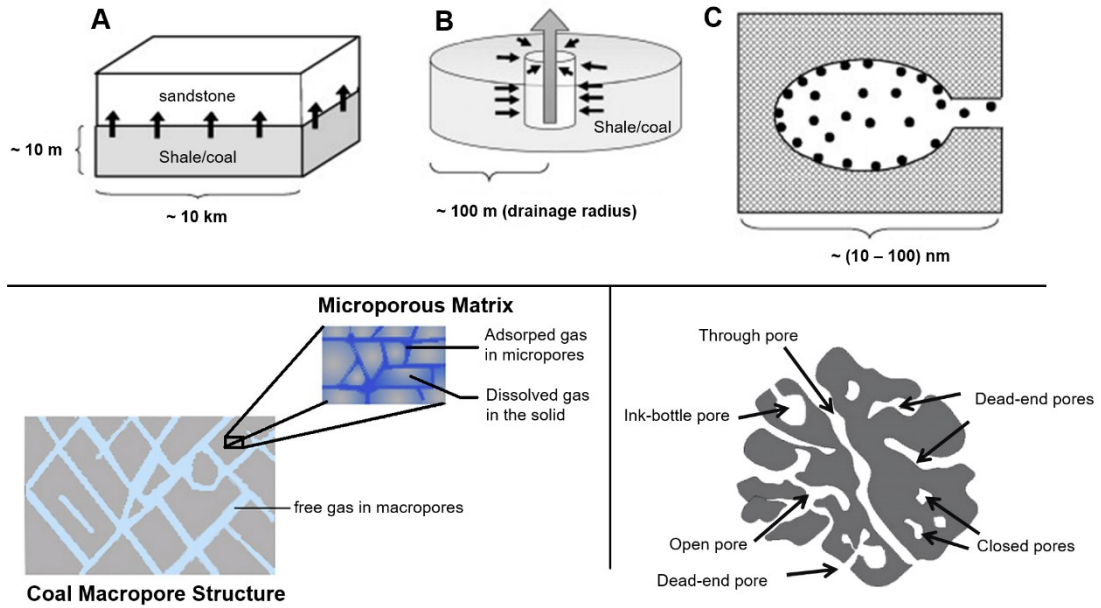 A
sandstone
Shale/coal
~ 10 m
~ 10 km
B
Shale/coal
~ 100 m (drainage radius)
C
~ (10 – 100) nm
Microporous Matrix
Adsorped gas
in micropores
Dissolved gas
in the solid
free gas in macropores
Coal Macropore Structure
Through pore
Ink-bottle pore
Dead-end pores
Open pore
Closed pores
Dead-end pore